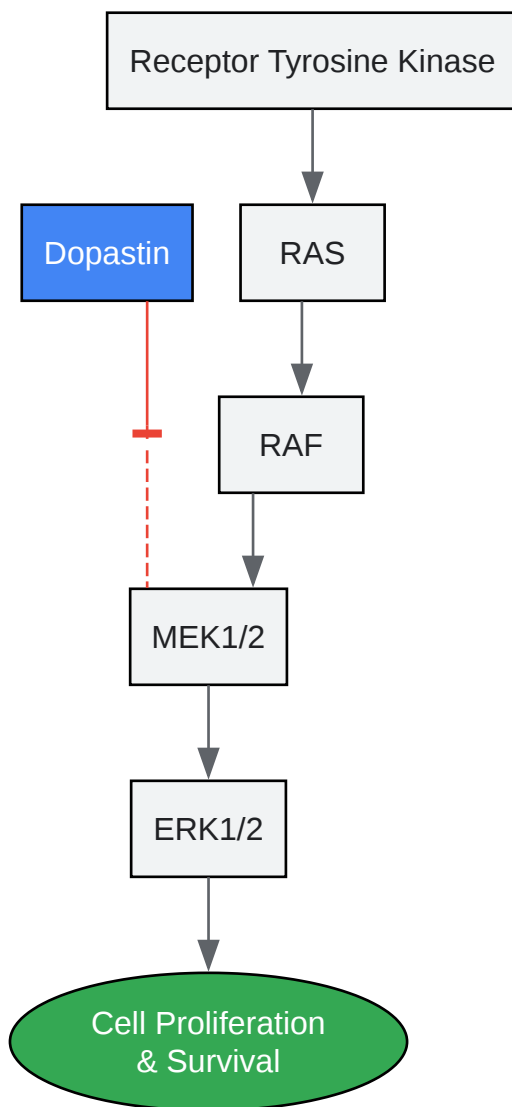 Receptor Tyrosine Kinase
Dopastin
RAS
RAF
MEK1/2
ERK1/2
Cell Proliferation
& Survival